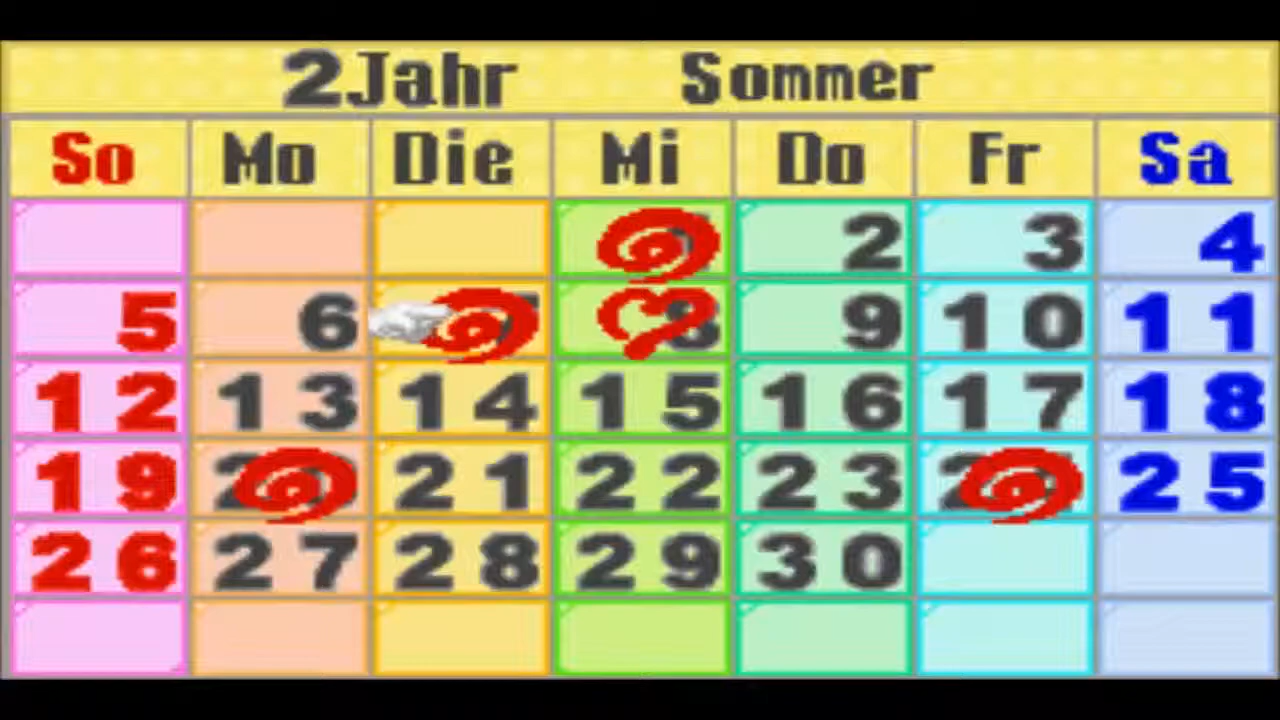 2Jahr Sommer
So Mo Die Mi Do Fr Sa
2 3 4
5 6 8 9 10 11
12 13 14 15 16 17 18
19 21 22 23 25
26 27 28 29 30